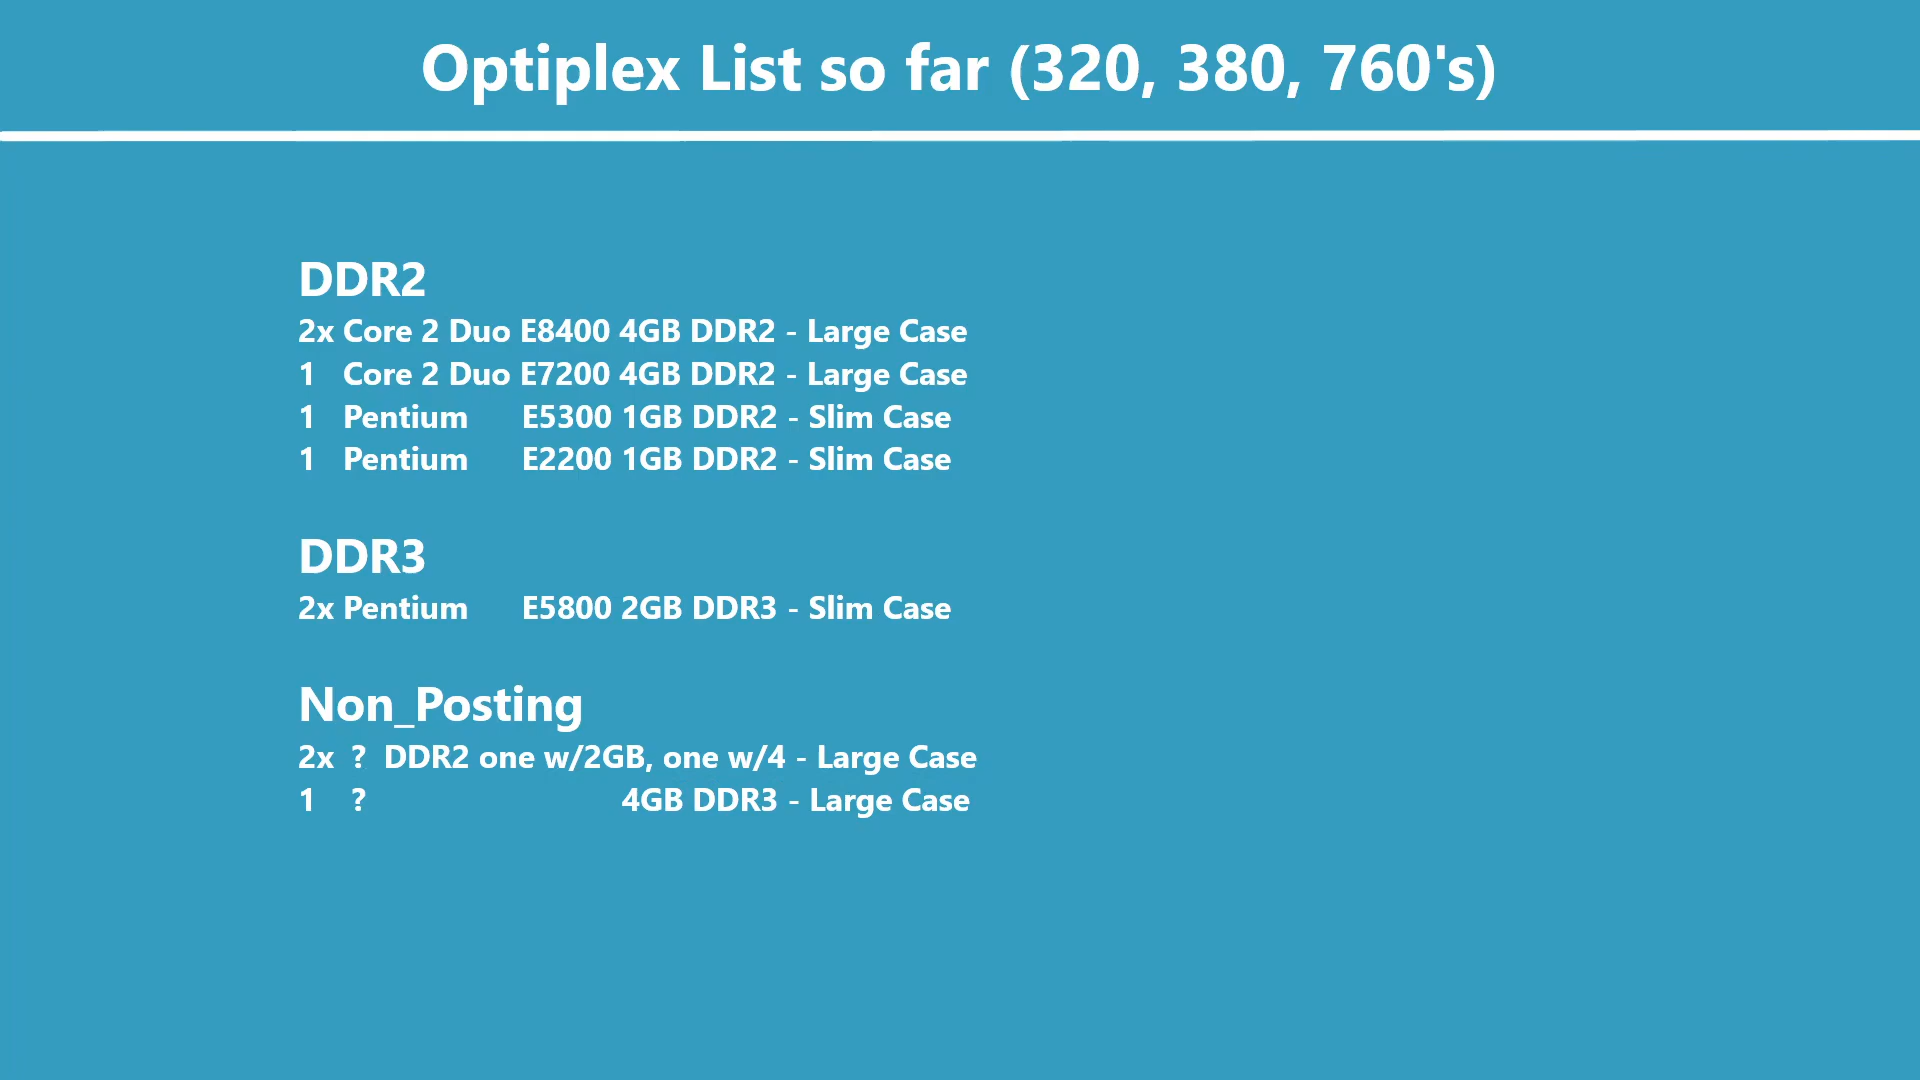 Optiplex List so far (320, 380, 760's)
DDR2
2x Core 2 Duo E8400 4GB DDR2 - Large Case
1 Core 2 Duo E7200 4GB DDR2 - Large Case
1 Pentium E5300 1GB DDR2 - Slim Case
1 Pentium E2200 1GB DDR2 - Slim Case
DDR3
2x Pentium E5800 2GB DDR3 - Slim Case
Non_Posting
2x ? DDR2 one w/2GB, one w/4 - Large Case
1 ? 4GB DDR3 - Large Case